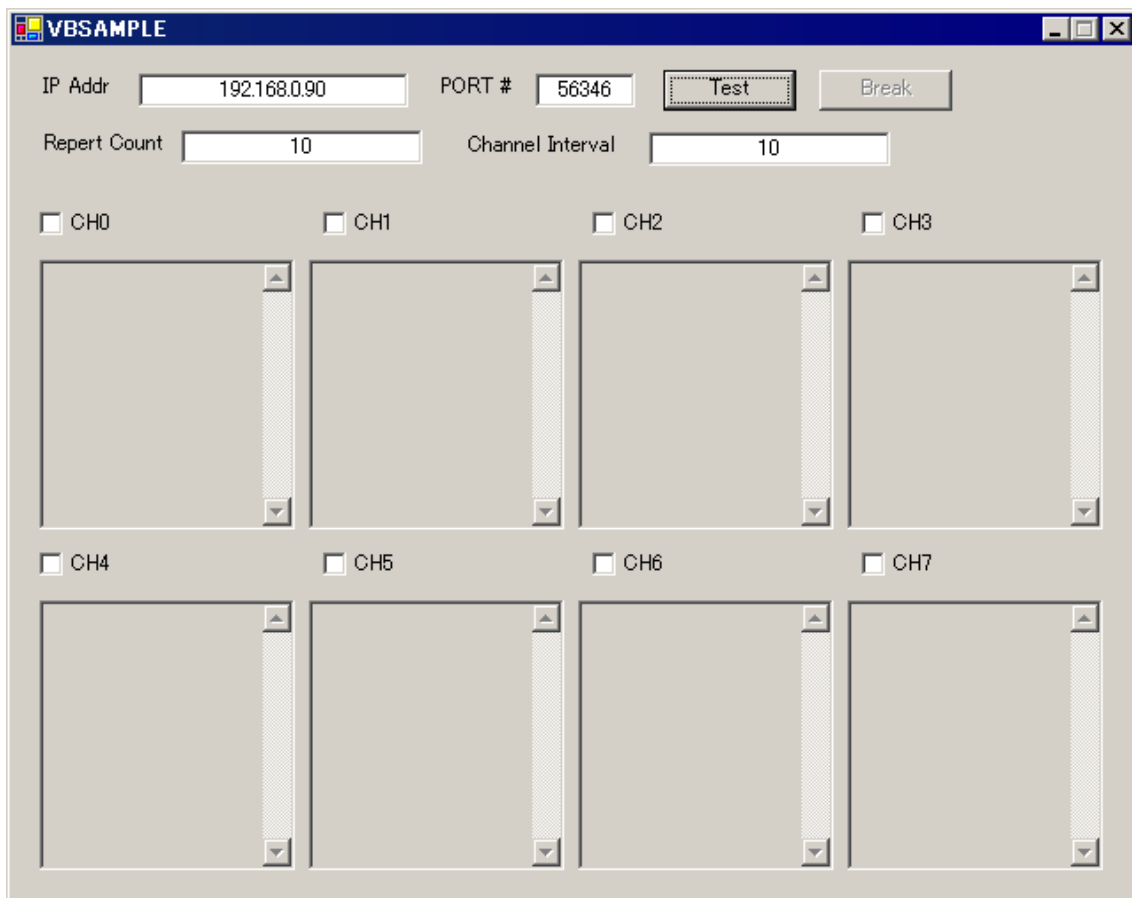 VBSAMPLE
IP Addr 192.168.0.90 PORT # 56346 Test Break
Repert Count 10 Channel Interval 10
CH0 CH1 CH2 CH3
CH4 CH5 CH6 CH7